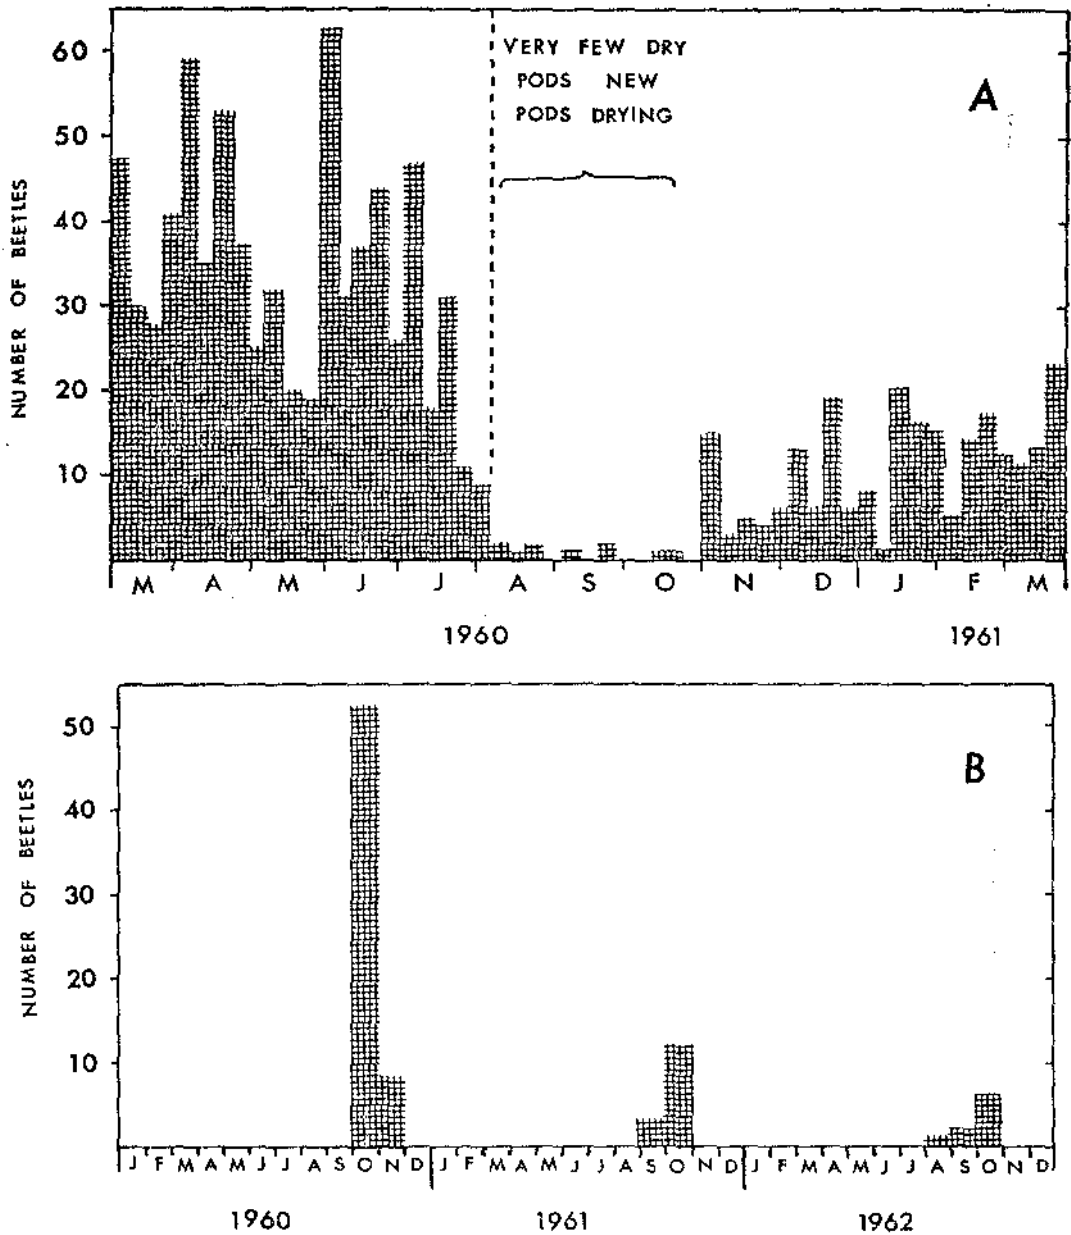 60
50
40
30
20
10
NUMBER OF BEETLES
VERY FEW DRY
PODS NEW
PODS DRYING
A
M A M J J A S O N D J F M
1960 1961
50
40
30
20
10
NUMBER OF BEETLES
B
J F M A M J J A S O N D J F M A M J J A S O N D J F M A M J J A S O N D
1960 1961 1962